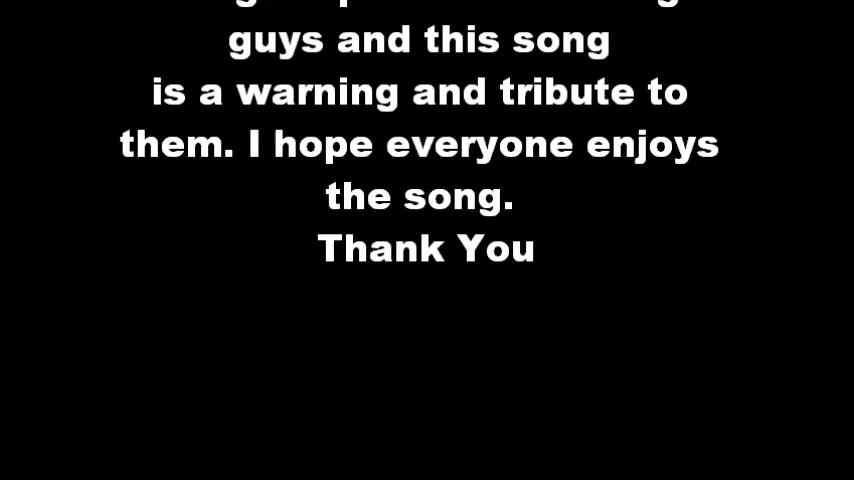 guys and this song
is a warning and tribute to
them. I hope everyone enjoys
the song.
Thank You